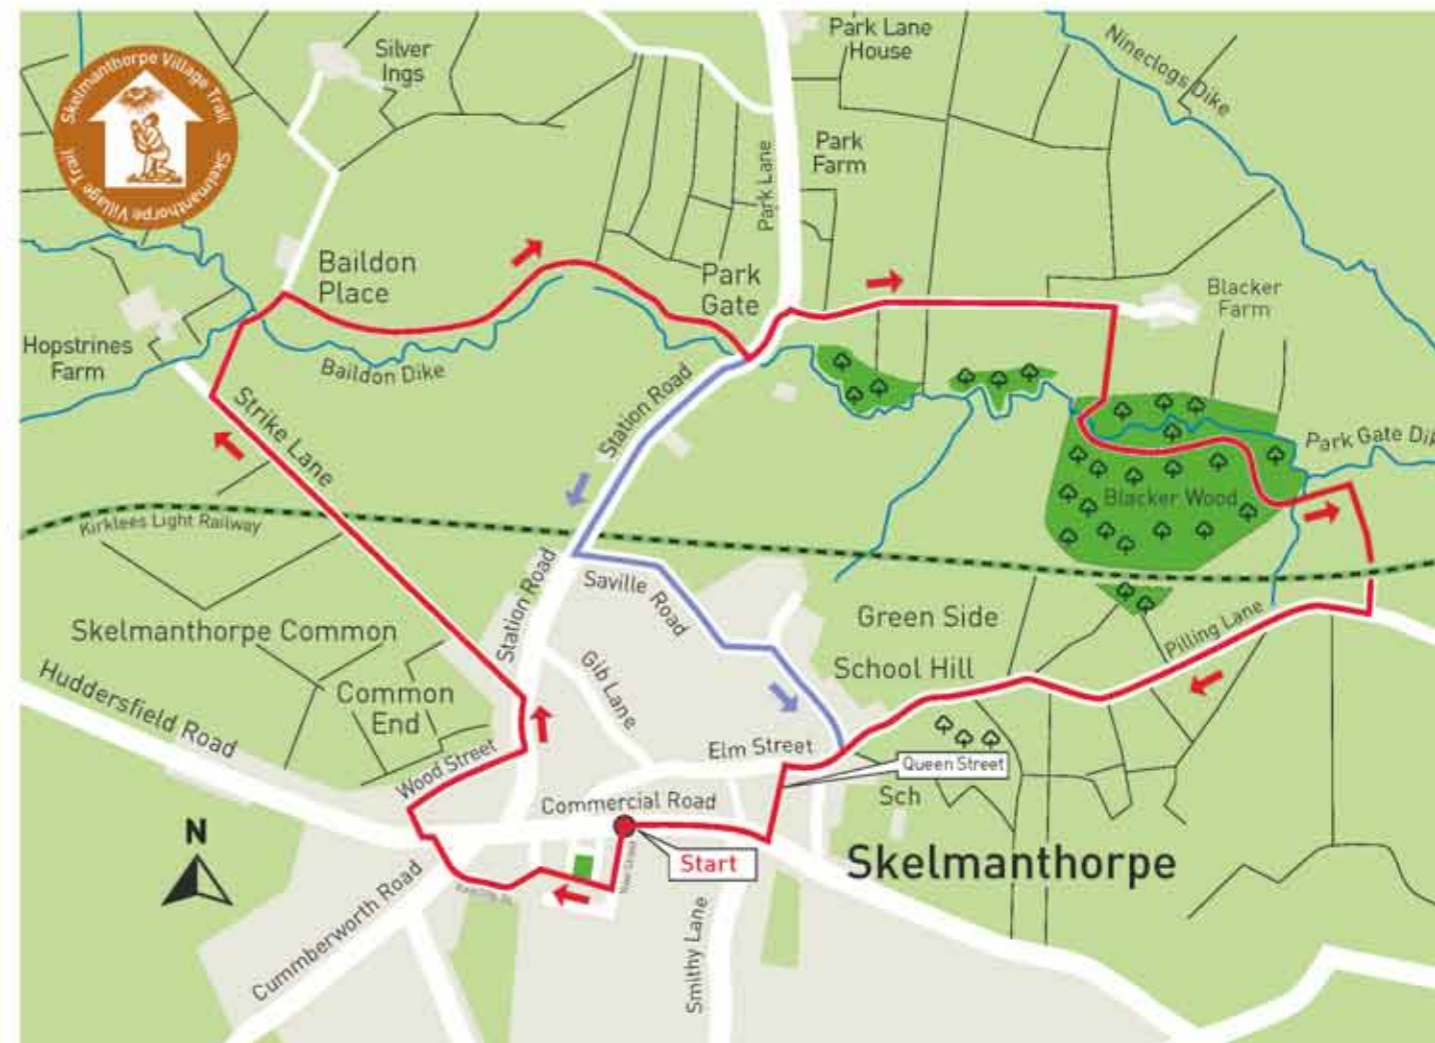 Skelmanthorpe Village Trail
Skelmanthorpe Village Trail
Silver
Ings
Park Lane
House
Nineclogs Dike
Park
Farm
Park Lane
Baildon
Place
Park
Gate
Blacker
Farm
Hopstrines
Farm
Baildon Dike
Strike Lane
Station Road
Park Gate Dik
Blacker Wood
Kirklees Light Railway
Station Road
Saville Road
Green Side
Pilling Lane
Skelmanthorpe Common
School Hill
Huddersfield Road
Common
End
Gib Lane
Elm Street
Wood Street
Queen Street
Sch
Commercial Road
N
Start
Skelmanthorpe
Cummberworth Road
Smithy Lane